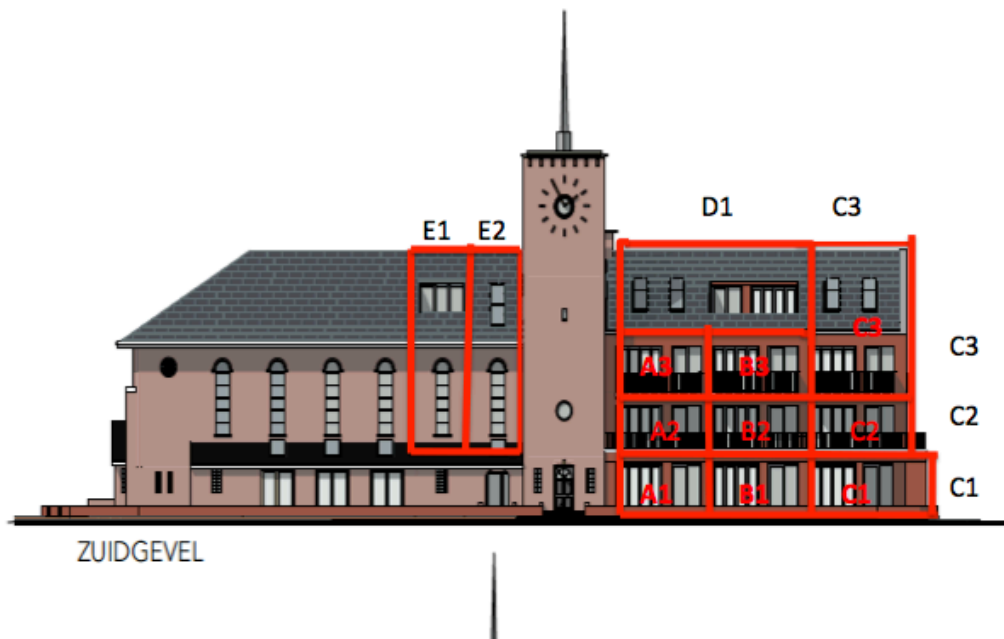 D1 C3
E1 E2
C3
A3 B3 C3
A2 B2 C2 C2
A1 B1 C1 C1
ZUIDGEVEL